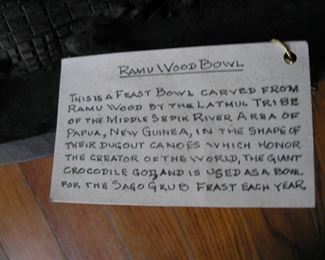 RAMU WOOD BOWL
THIS IS A FEAST BOWL CARVED FROM
RAMU WOOD BY THE LATMUL TRIBE
OF THE MIDDLE SEPIK RIVER AREA OF
PAPUA, NEW GUINEA, IN THE SHAPE OF
THEIR DUGOUT CANOES WHICH HONOR
THE CREATOR OF THE WORLD, THE GIANT
CROCODILE GOD, AND IS USED AS A BOWL
FOR THE SAGO GRUB FEAST EACH YEAR.